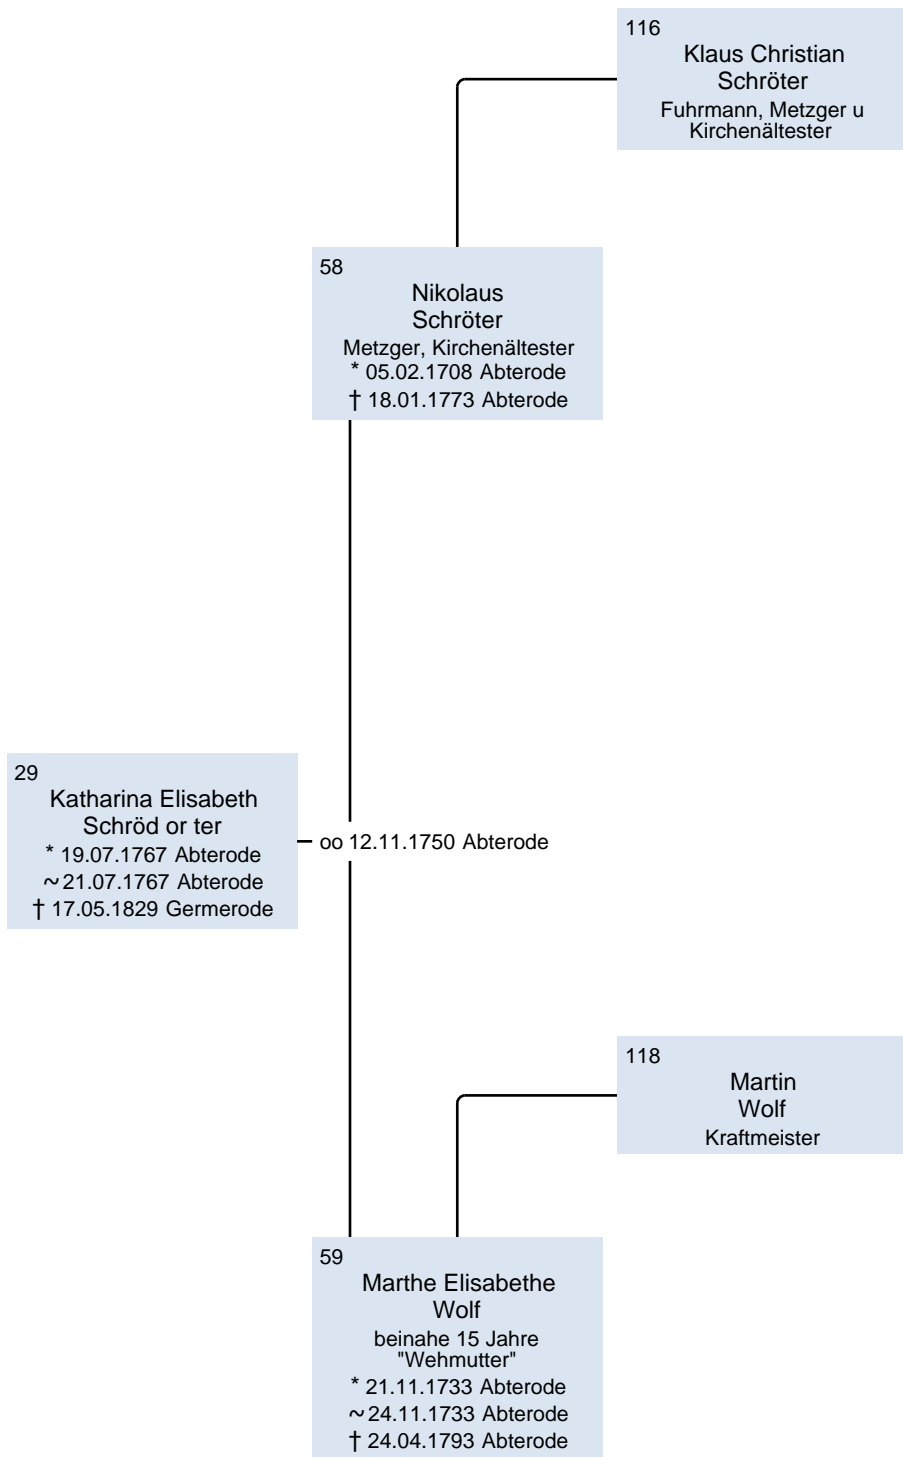 116
Klaus Christian
Schröter
Fuhrmann, Metzger u
Kirchenältester
58
Nikolaus
Schröter
Metzger, Kirchenältester
* 05.02.1708 Abterode
† 18.01.1773 Abterode
29
Katharina Elisabeth
Schröd or ter
* 19.07.1767 Abterode
~ 21.07.1767 Abterode
† 17.05.1829 Germerode
oo 12.11.1750 Abterode
118
Martin
Wolf
Kraftmeister
59
Marthe Elisabethe
Wolf
beinahe 15 Jahre
"Wehmutter"
* 21.11.1733 Abterode
~ 24.11.1733 Abterode
† 24.04.1793 Abterode